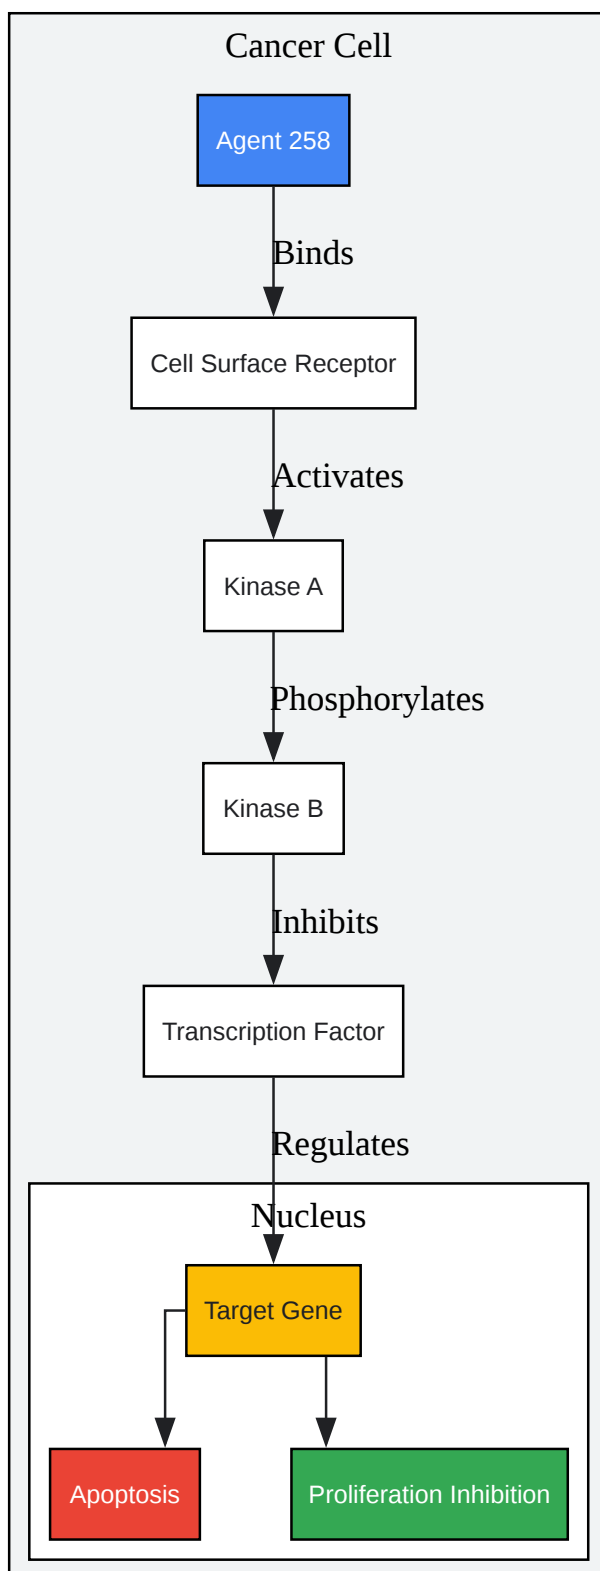 Cancer Cell
Agent 258
Binds
Cell Surface Receptor
Activates
Kinase A
Phosphorylates
Kinase B
Inhibits
Transcription Factor
Regulates
Nucleus
Target Gene
Apoptosis
Proliferation Inhibition